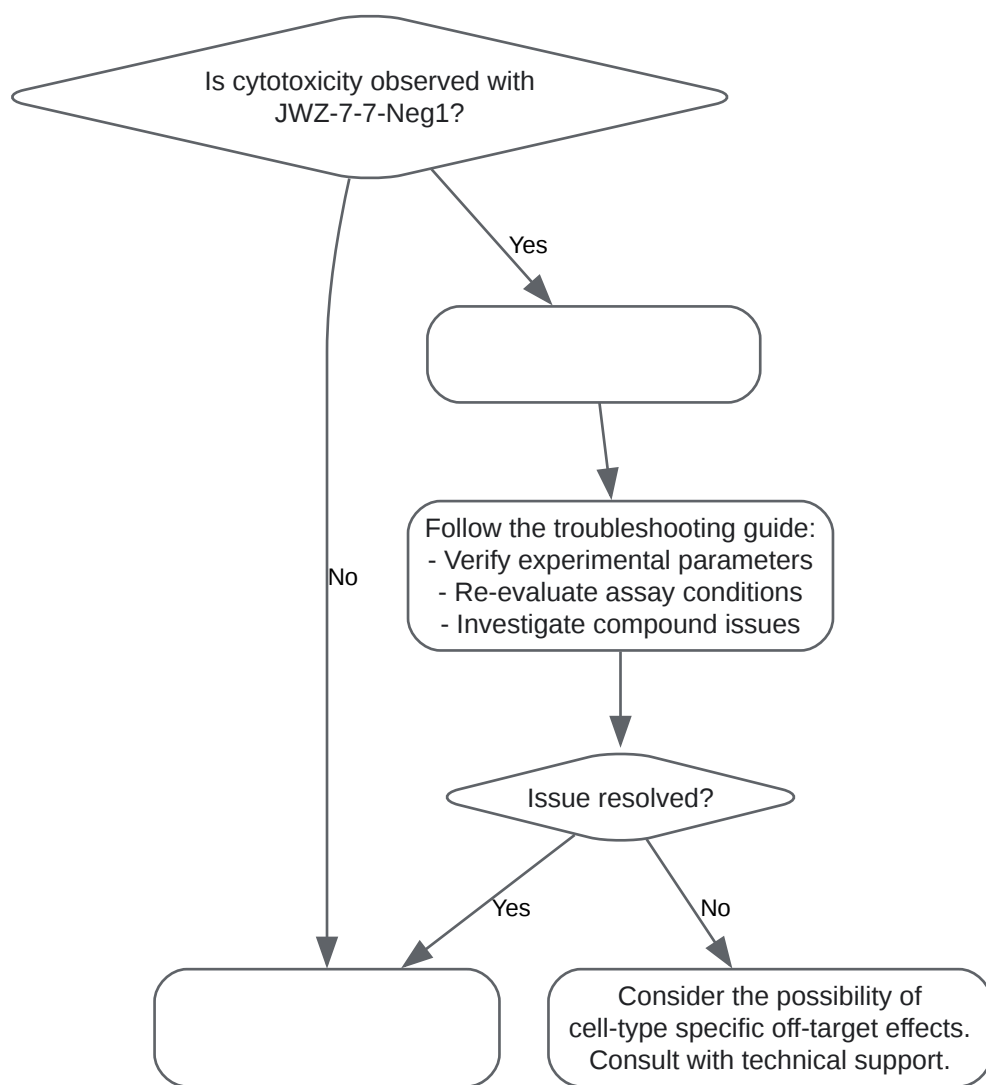 Is cytotoxicity observed with
JWZ-7-7-Neg1?
Yes
No
Follow the troubleshooting guide:
- Verify experimental parameters
- Re-evaluate assay conditions
- Investigate compound issues
Issue resolved?
Yes
No
Consider the possibility of
cell-type specific off-target effects.
Consult with technical support.